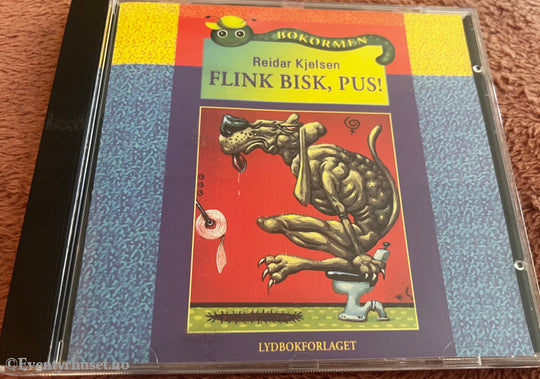 BOKORMEN
Reidar Kjelsen
FLINK BISK, PUS!
LYDBOKFORLAGET
© Eventyrhuset.no